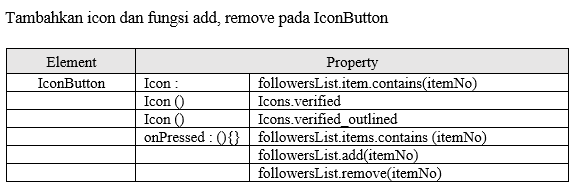 Tambahkan icon dan fungsi add, remove pada IconButton
Element Property
IconButton Icon : followersList.item.contains(itemNo)
Icon () Icons.verified
Icon () Icons.verified_outlined
onPressed : (){} followersList.items.contains (itemNo)
followersList.add(itemNo)
followersList.remove(itemNo)